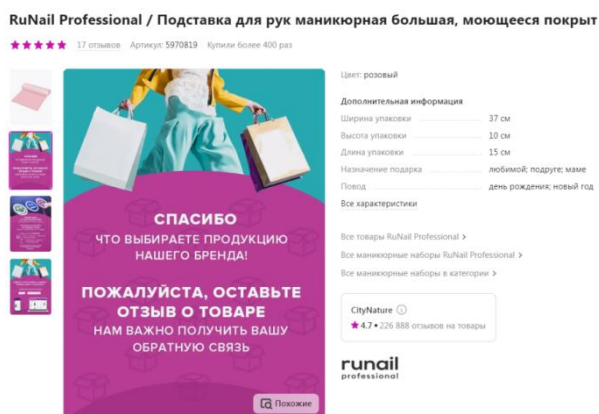 RuNail Professional / Подставка для рук маникюрная большая, моющееся покрыт
17 отзывов Артикул: 5970819 Купили более 400 раз
СПАСИБО
ЧТО ВЫБИРАЕТЕ ПРОДУКЦИЮ
НАШЕГО БРЕНДА!
ПОЖАЛУЙСТА, ОСТАВЬТЕ
ОТЗЫВ О ТОВАРЕ
НАМ ВАЖНО ПОЛУЧИТЬ ВАШУ
ОБРАТНУЮ СВЯЗЬ
Похожие
Цвет: розовый
Дополнительная информация
Ширина упаковки 37 см
Высота упаковки 10 см
Длина упаковки 15 см
Назначение подарка любимой; подруге; маме
Повод день рождения; новый год
Все характеристики
Все товары RuNail Professional >
Все маникюрные наборы RuNail Professional >
Все маникюрные наборы в категории >
CityNature
4.7 • 226 888 отзывов на товары
runail
professional